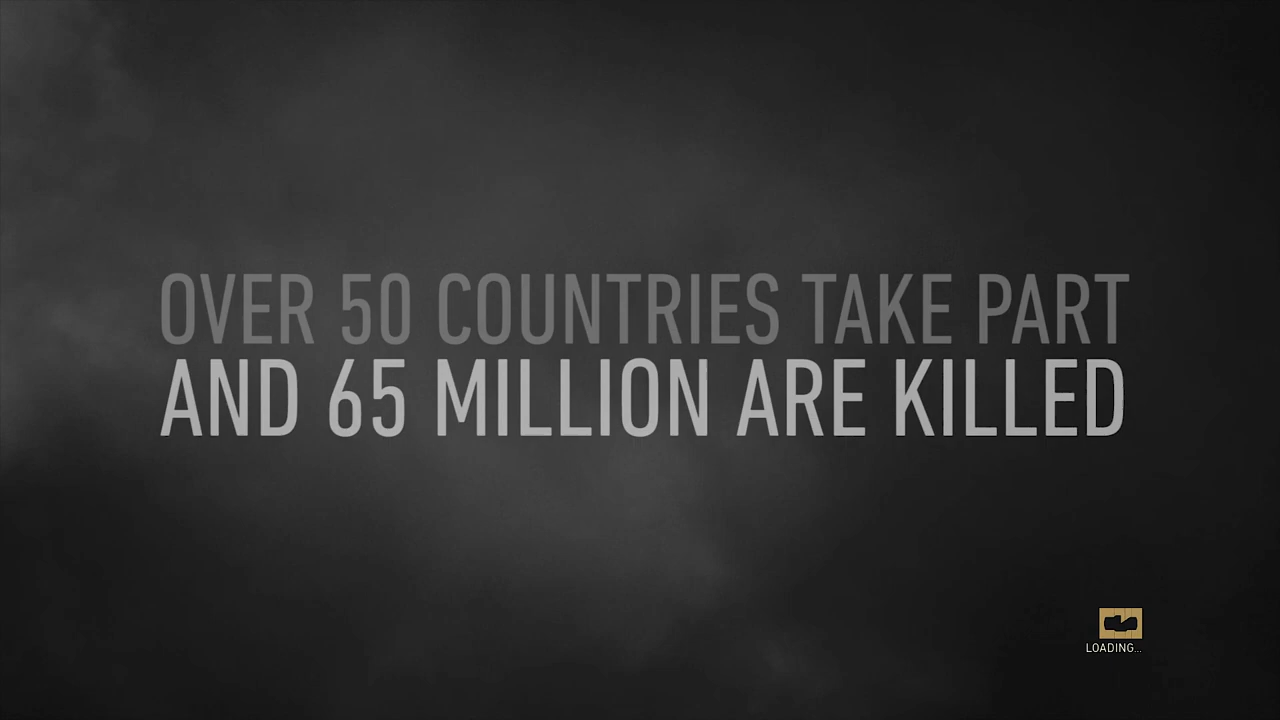 OVER 50 COUNTRIES TAKE PART
AND 65 MILLION ARE KILLED
LOADING...